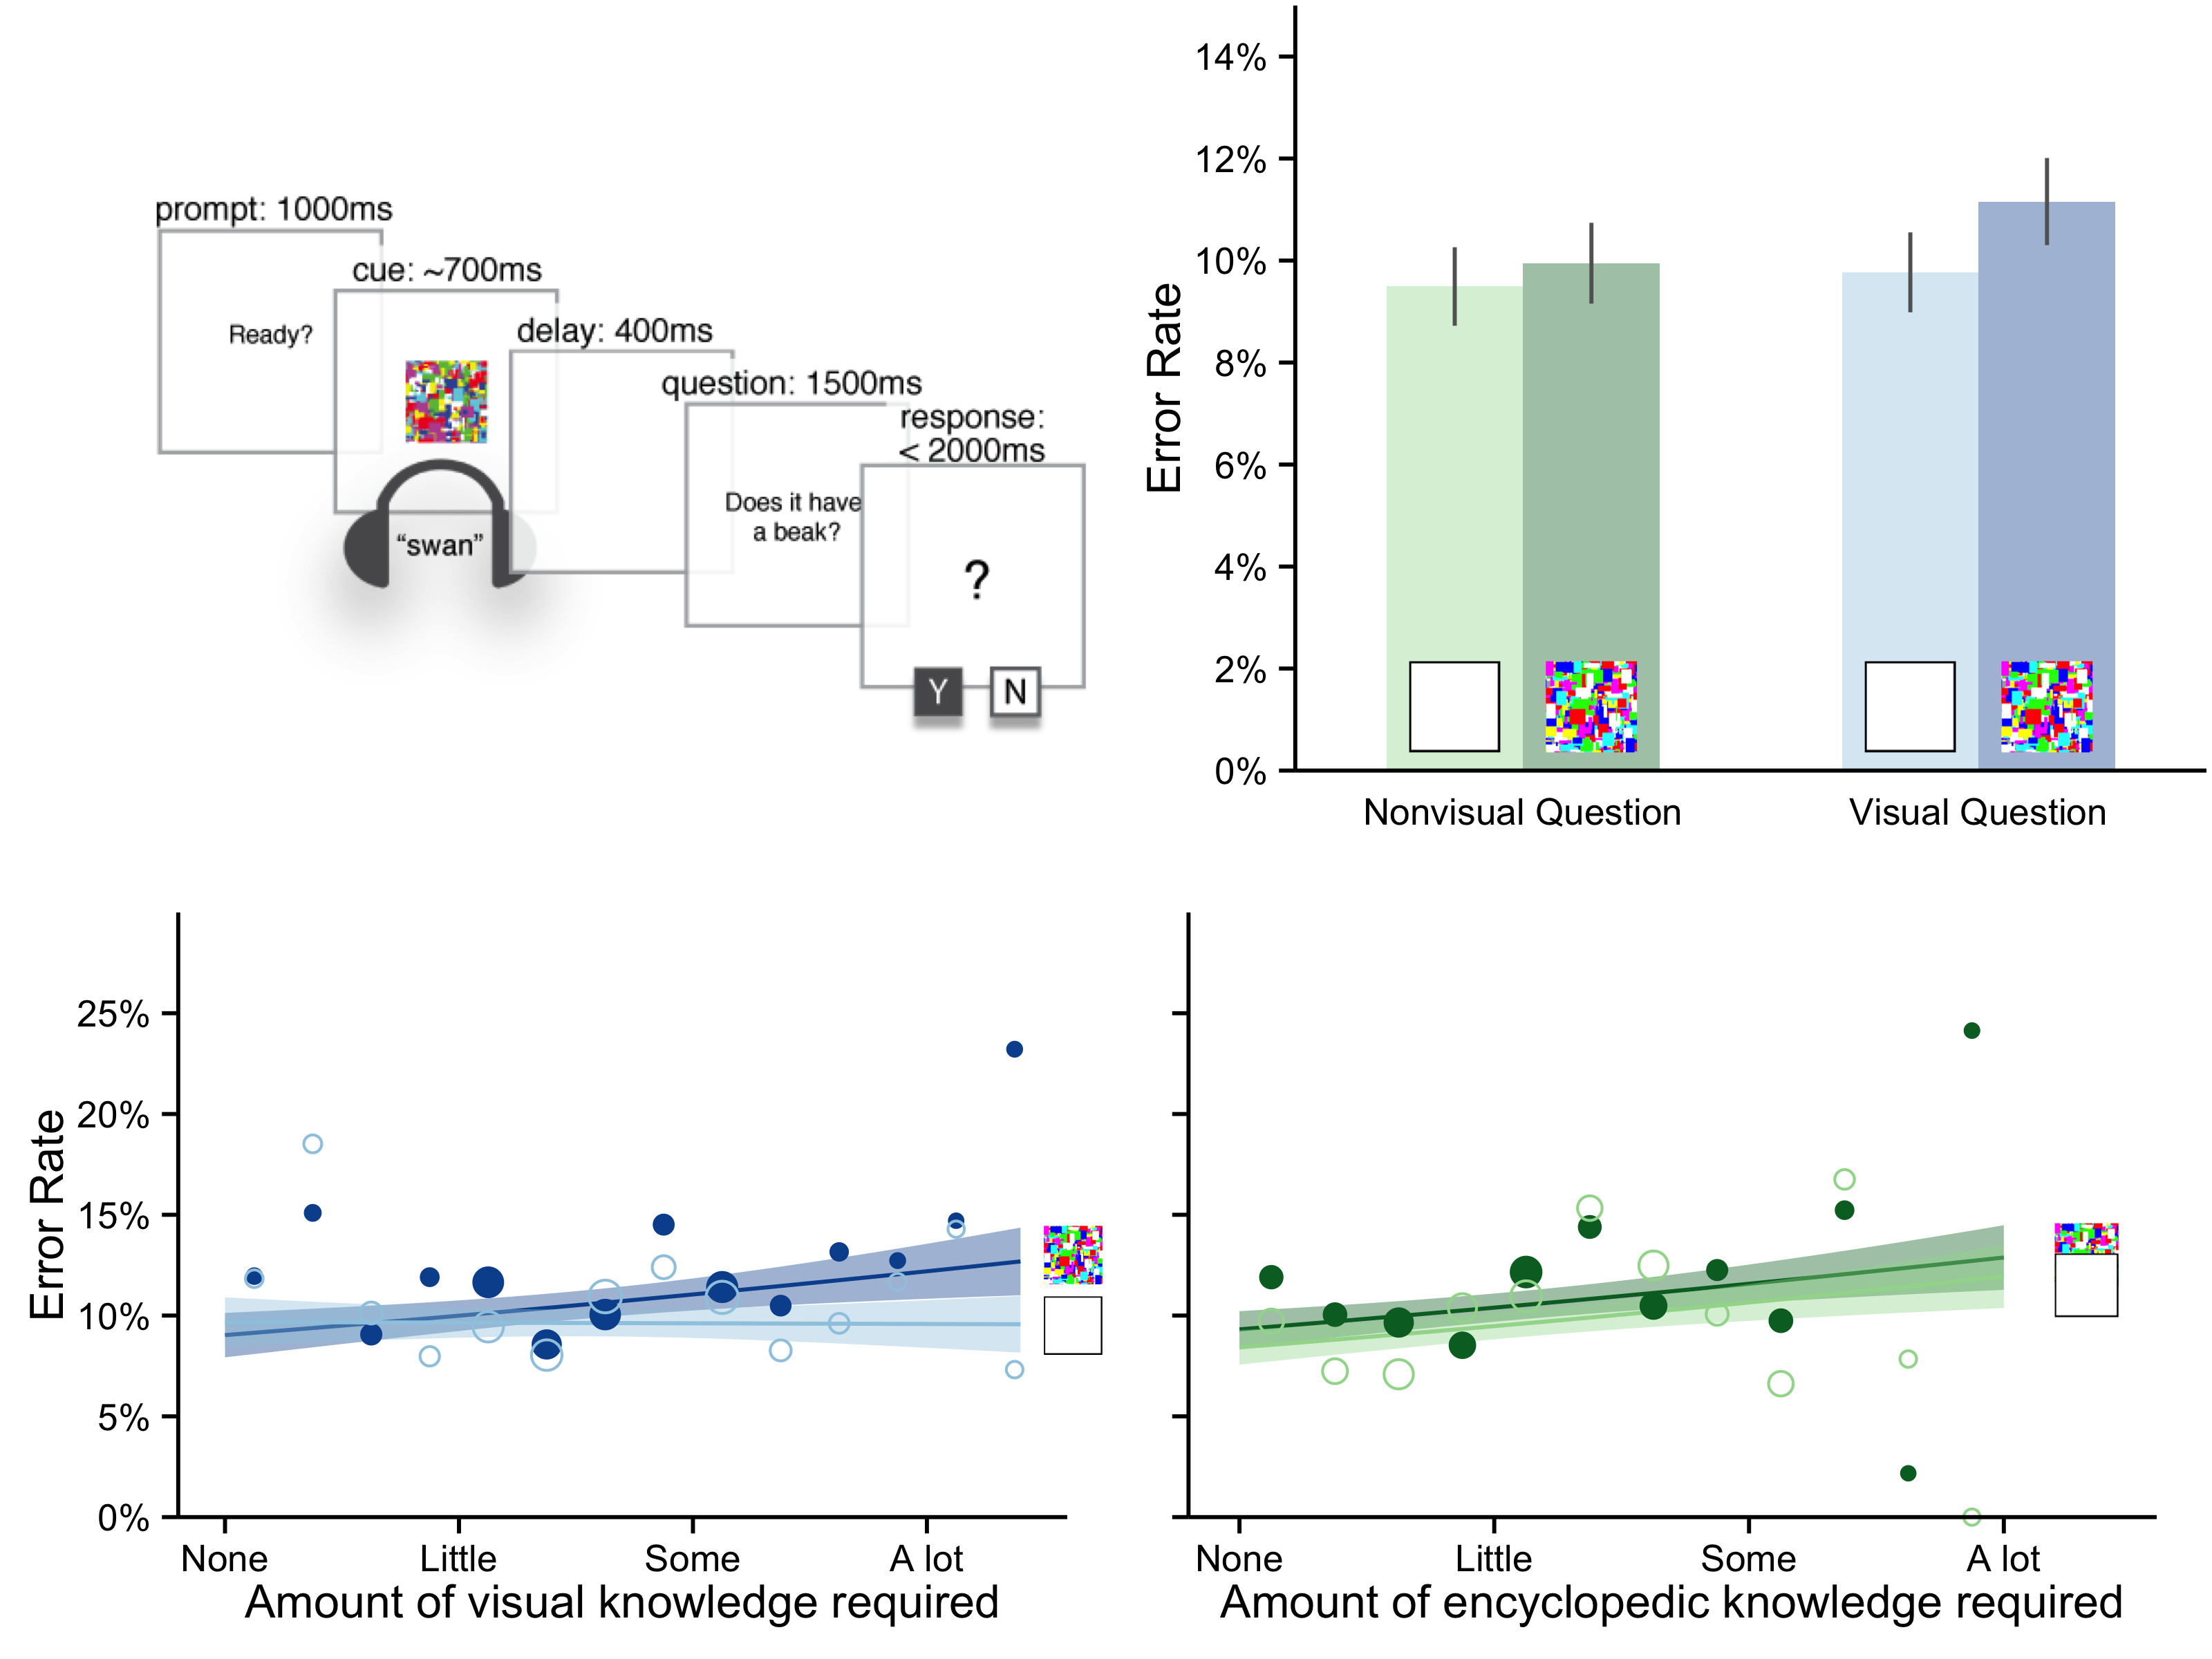 prompt: 1000ms
Ready?
cue: ~700ms
“swan”
delay: 400ms
question: 1500ms
Does it have
a beak?
response:
< 2000ms
?
Y
N
Error Rate
14%
12%
10%
8%
6%
4%
2%
0%
Nonvisual Question
Visual Question
Error Rate
25%
20%
15%
10%
5%
0%
None
Little
Some
A lot
Amount of visual knowledge required
None
Little
Some
A lot
Amount of encyclopedic knowledge required